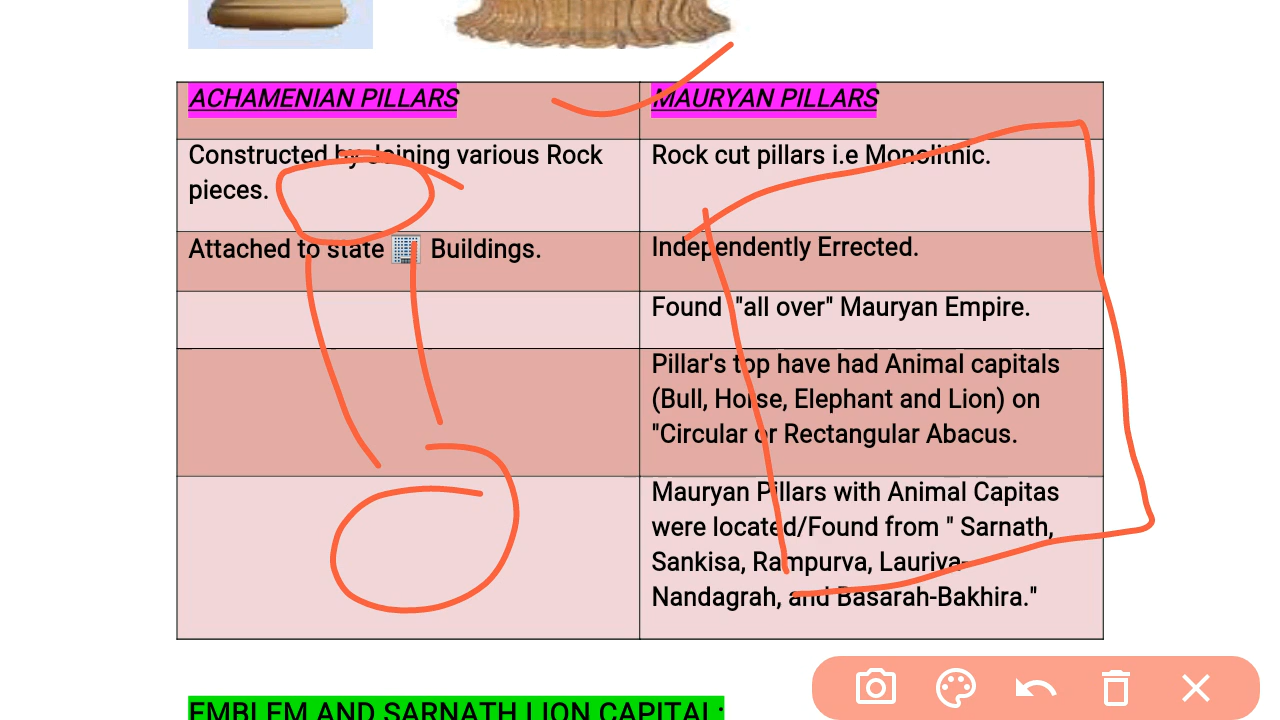 ACHAMENIAN PILLARS
MAURYAN PILLARS
Constructed by Joining various Rock
pieces.
Rock cut pillars i.e Monolithic.
Attached to state 🏢 Buildings.
Independently Errected.
Found "all over" Mauryan Empire.
Pillar's top have had Animal capitals
(Bull, Horse, Elephant and Lion) on
"Circular or Rectangular Abacus.
Mauryan Pillars with Animal Capitas
were located/Found from " Sarnath,
Sankisa, Rampurva, Lauriya-
Nandagrah, and Basarah-Bakhira."
EMBLEM AND SARNATH LION CAPITAL: